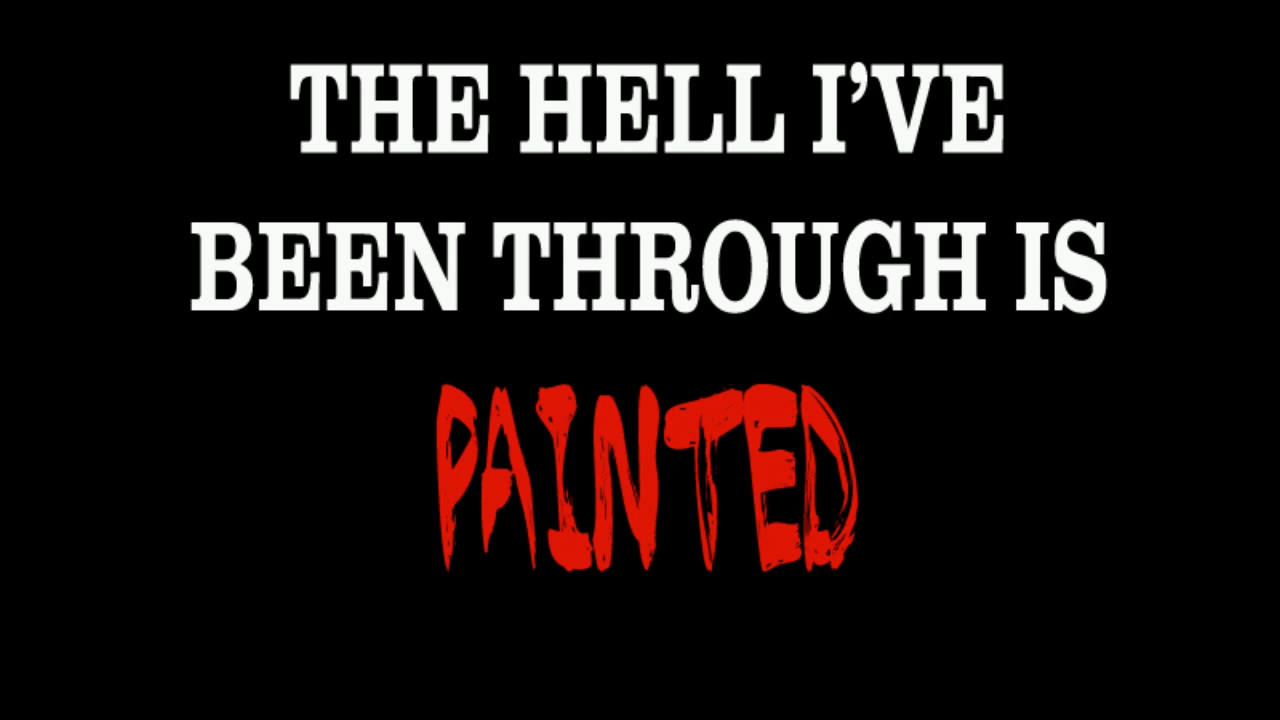 THE HELL I’VE
BEEN THROUGH IS
PAINTED